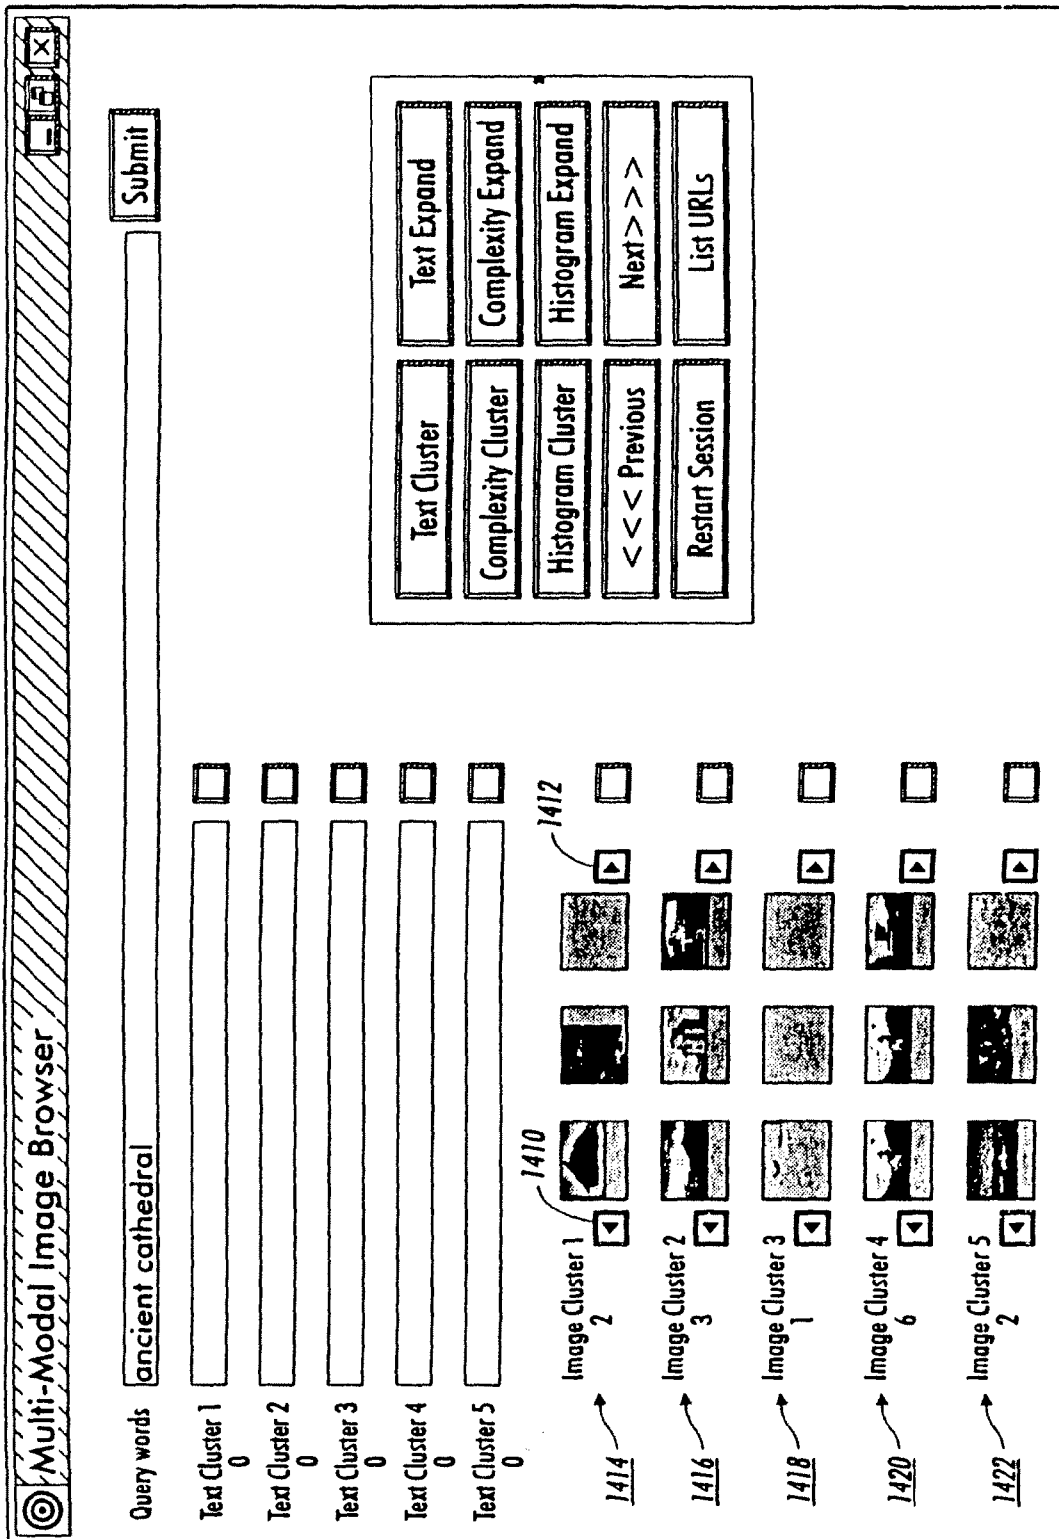 Multi-Modal Image Browser
Query words ancient cathedral Submit
Text Cluster 1
0
Text Cluster 2
0
Text Cluster 3
0
Text Cluster 4
0
Text Cluster 5
0
Text Cluster Text Expand
Complexity Cluster Complexity Expand
Histogram Cluster Histogram Expand
< < < Previous Next > > >
Restart Session List URLs
1410
1412
1414 Image Cluster 1
2
1416 Image Cluster 2
3
1418 Image Cluster 3
1
1420 Image Cluster 4
6
1422 Image Cluster 5
2